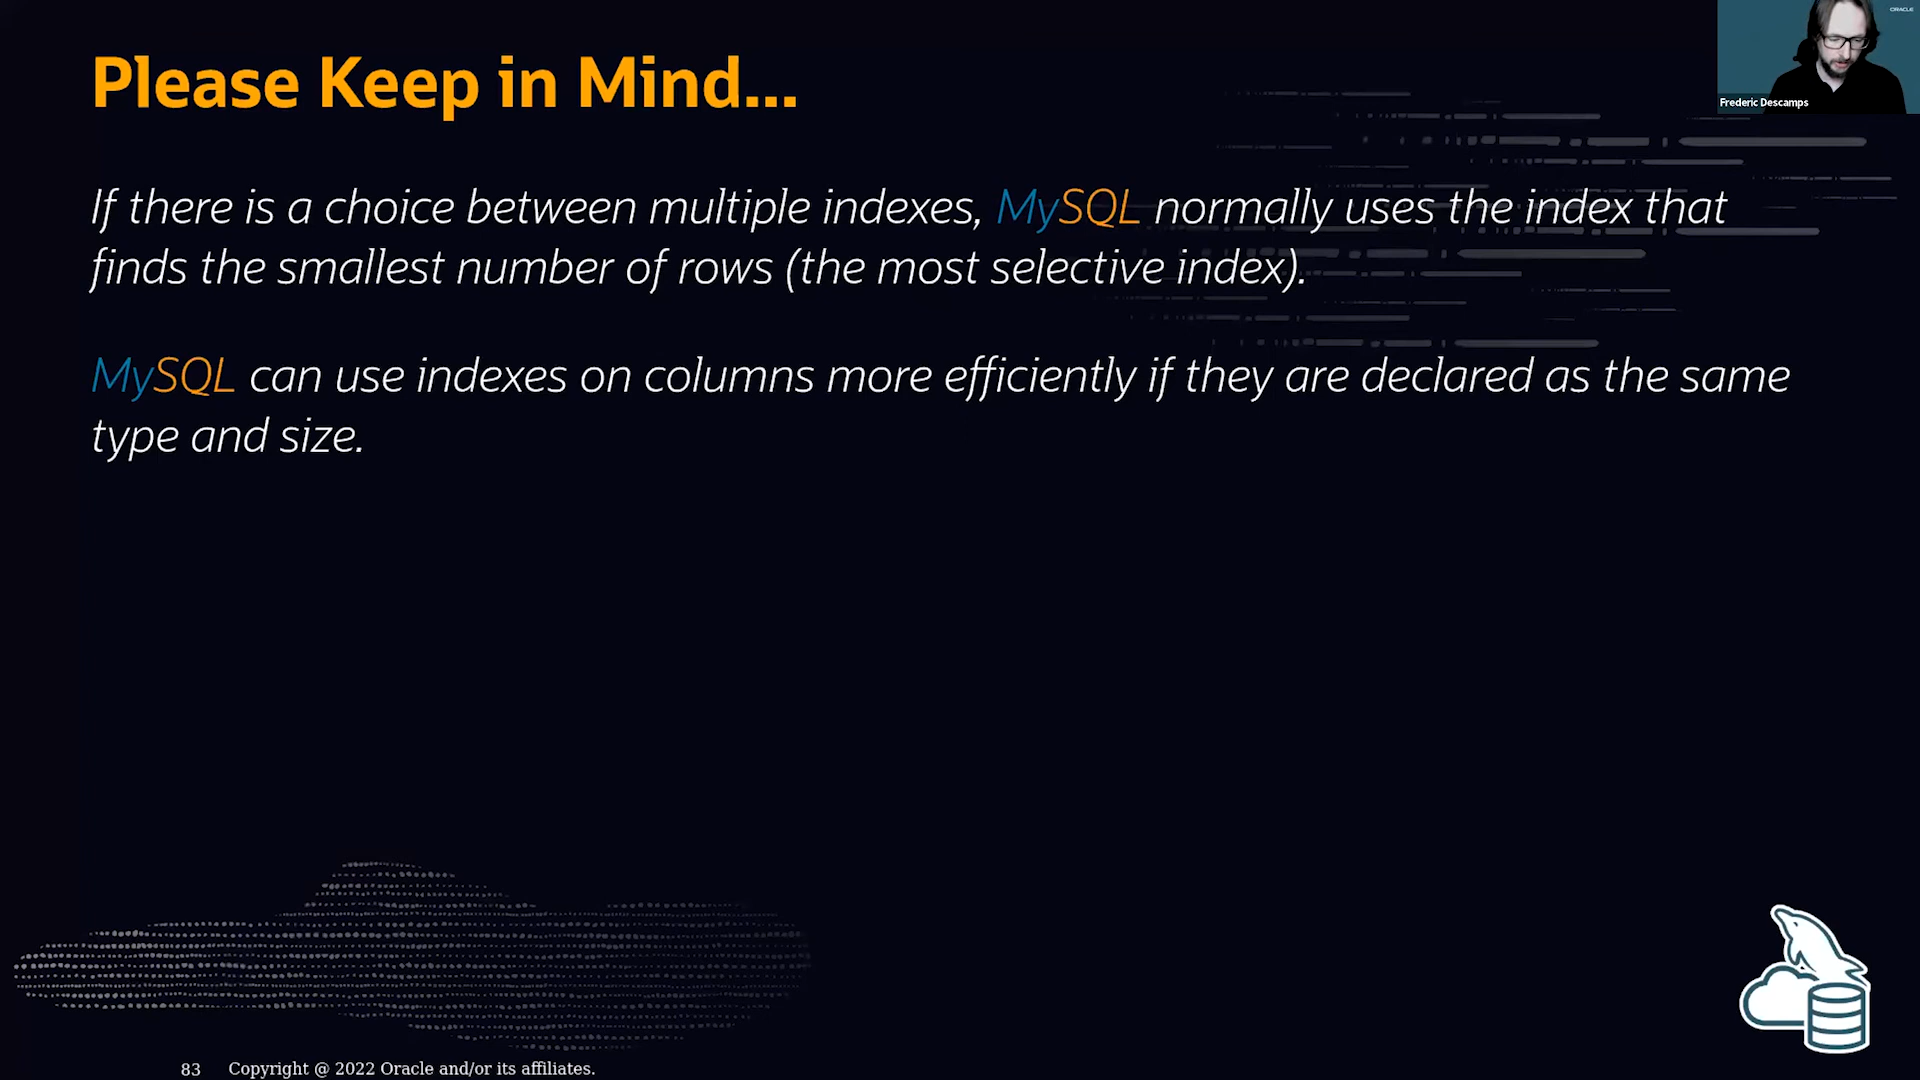 ORACLE
Please Keep in Mind...
Frederic Descamps
If there is a choice between multiple indexes, MySQL normally uses the index that
finds the smallest number of rows (the most selective index).
MySQL can use indexes on columns more efficiently if they are declared as the same
type and size.
83 Copyright @ 2022 Oracle and/or its affiliates.